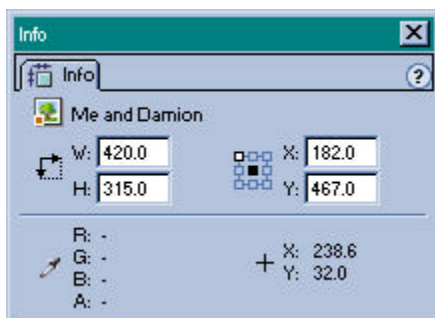 Info
Info
?
Me and Damion
W: 420.0 X: 182.0
H: 315.0 Y: 467.0
R: -
G: - X: 238.6
B: - Y: 32.0
A: -